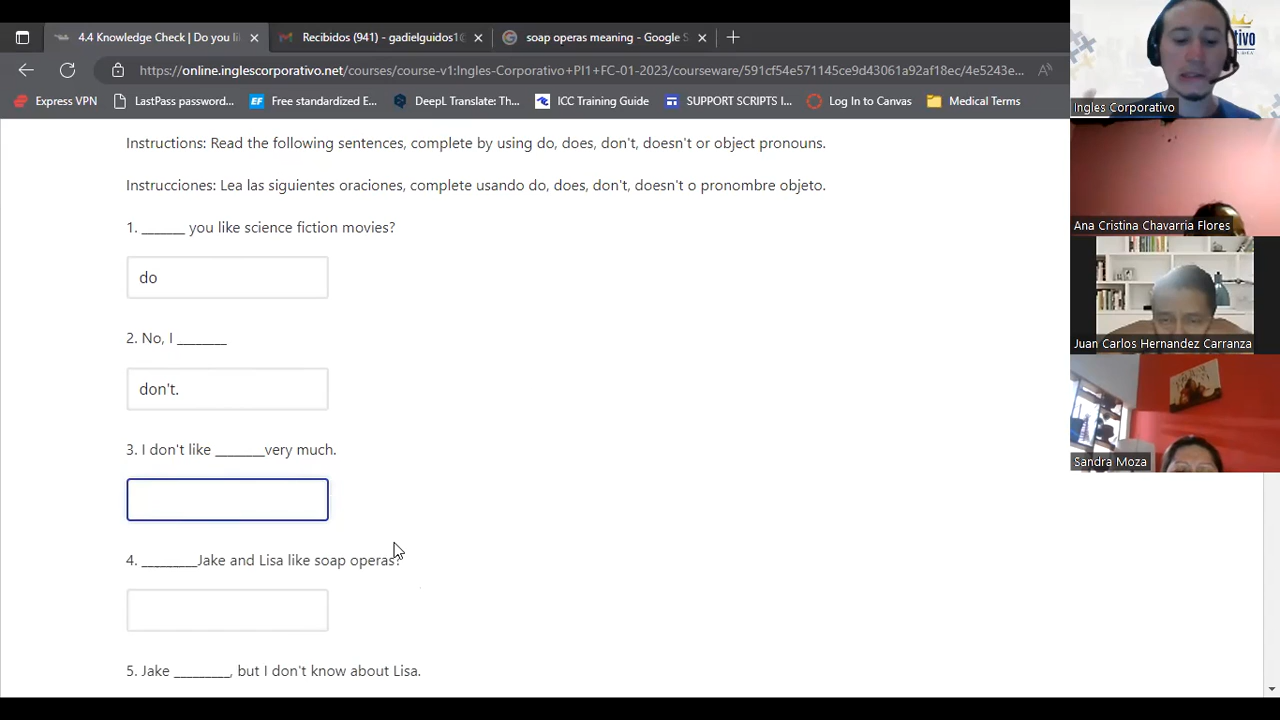 4.4 Knowledge Check | Do you li
Recibidos (941) - gadielguidos1@
soap operas meaning - Google S
https://online.inglescorporativo.net/courses/course-v1:Ingles-Corporativo+PI1+FC-01-2023/courseware/591cf54e571145ce9d43061a92af18ec/4e5243e...
Express VPN
LastPass password...
Free standardized E...
DeepL Translate: Th...
ICC Training Guide
SUPPORT SCRIPTS I...
Log In to Canvas
Medical Terms
Instructions: Read the following sentences, complete by using do, does, don't, doesn't or object pronouns.
Instrucciones: Lea las siguientes oraciones, complete usando do, does, don't, doesn't o pronombre objeto.
1. _______ you like science fiction movies?
do
2. No, I ________
don't.
3. I don't like ________very much.
4. _________Jake and Lisa like soap operas?
5. Jake _________, but I don't know about Lisa.
Ingles Corporativo
Ana Cristina Chavarria Flores
Juan Carlos Hernandez Carranza
Sandra Moza